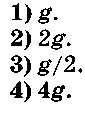 1) g.
2) 2g.
3) g/2.
4) 4g.